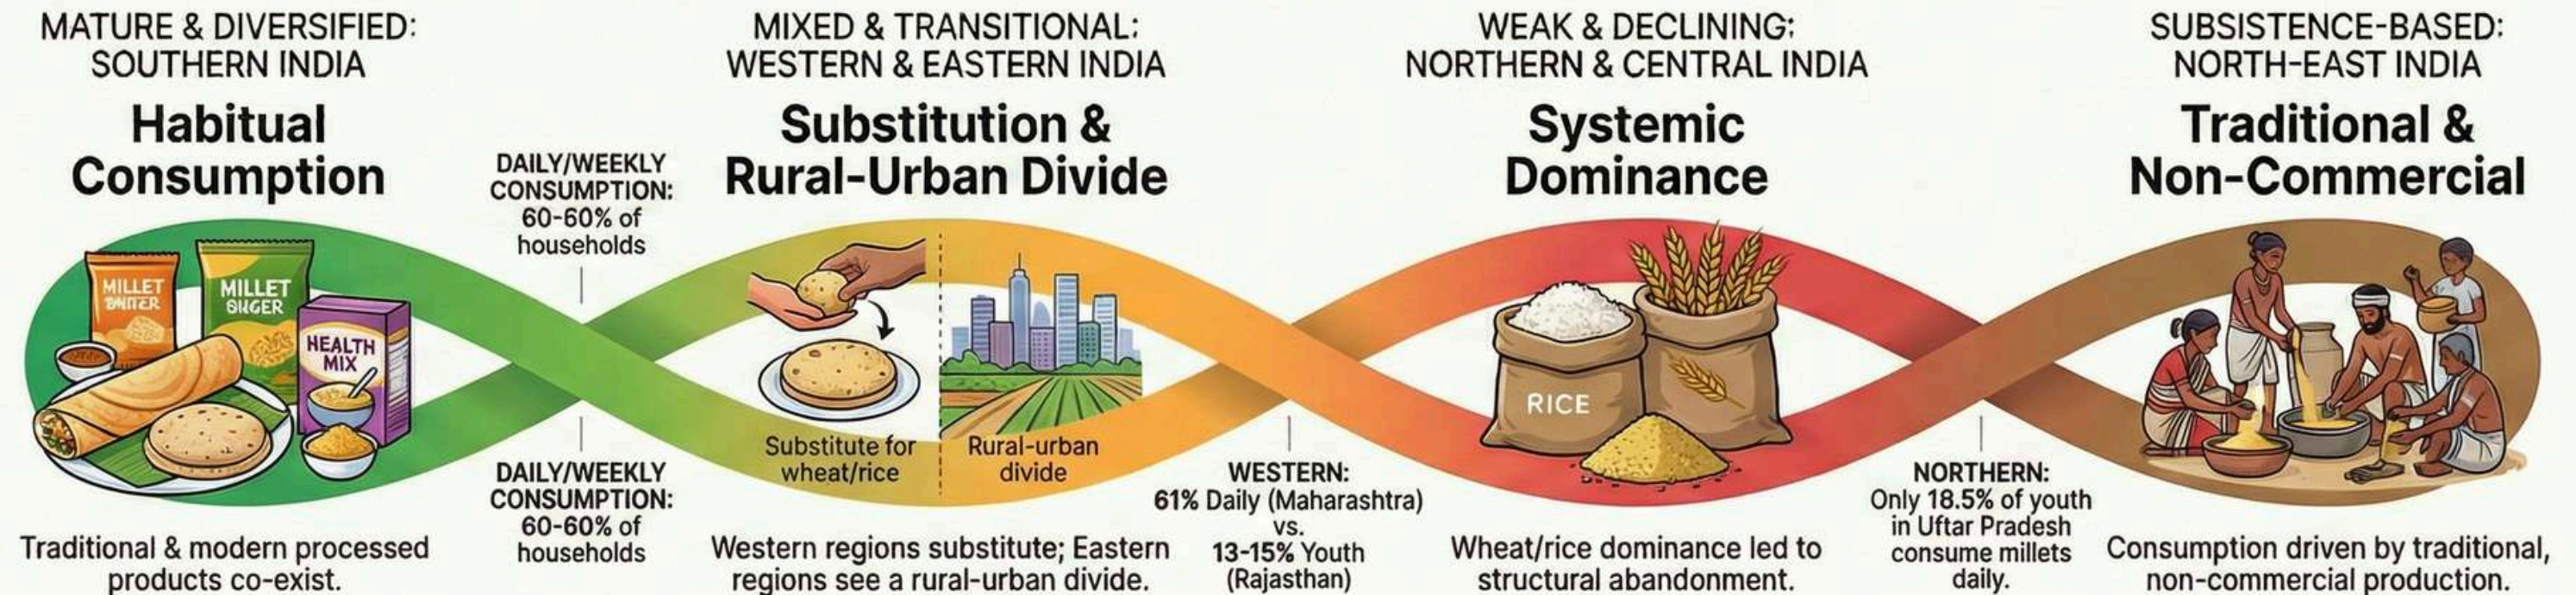 MATURE & DIVERSIFIED:
SOUTHERN INDIA
Habitual
Consumption
MILLET
BNITER
MILLET
BIIGER
HEALTH
MIX
Traditional & modern processed
products co-exist.
DAILY/WEEKLY
CONSUMPTION:
60-60% of
households
DAILY/WEEKLY
CONSUMPTION:
60-60% of
households
MIXED & TRANSITIONAL:
WESTERN & EASTERN INDIA
Substitution &
Rural-Urban Divide
Substitute for
wheat/rice
Rural-urban
divide
Western regions substitute; Eastern
regions see a rural-urban divide.
WESTERN:
61% Daily (Maharashtra)
vs.
13-15% Youth
(Rajasthan)
WEAK & DECLINING:
NORTHERN & CENTRAL INDIA
Systemic
Dominance
RICE
Wheat/rice dominance led to
structural abandonment.
NORTHERN:
Only 18.5% of youth
in Uftar Pradesh
consume millets
daily.
SUBSISTENCE-BASED:
NORTH-EAST INDIA
Traditional &
Non-Commercial
Consumption driven by traditional,
non-commercial production.